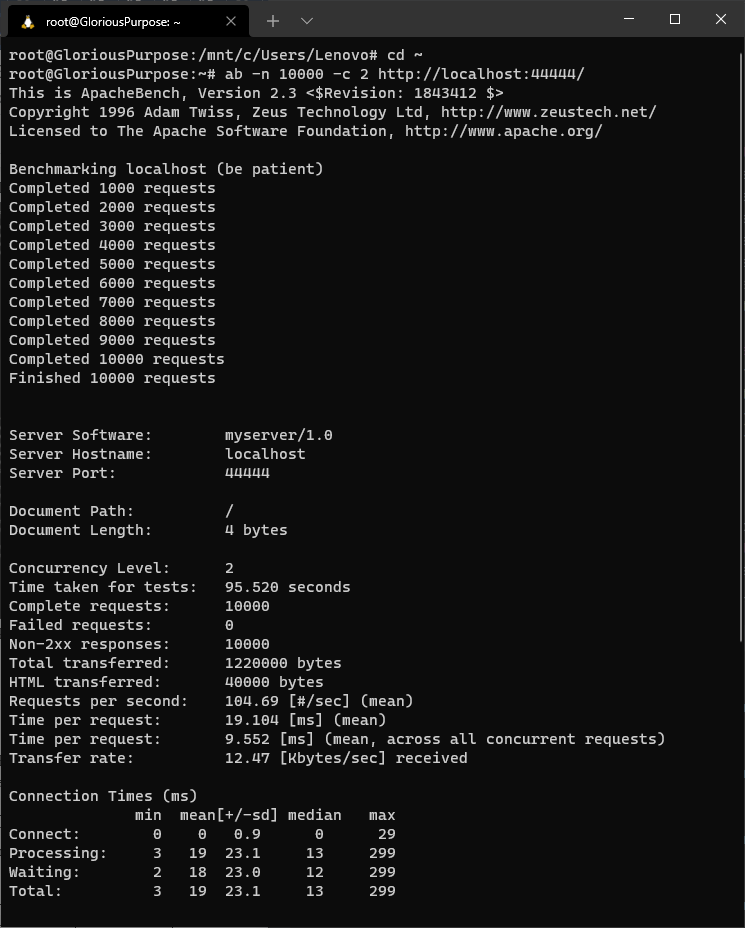 root@GloriousPurpose: ~
root@GloriousPurpose:/mnt/c/Users/Lenovo# cd ~
root@GloriousPurpose:~# ab -n 10000 -c 2 http://localhost:44444/
This is ApacheBench, Version 2.3 <$Revision: 1843412 $>
Copyright 1996 Adam Twiss, Zeus Technology Ltd, http://www.zeustech.net/
Licensed to The Apache Software Foundation, http://www.apache.org/

Benchmarking localhost (be patient)
Completed 1000 requests
Completed 2000 requests
Completed 3000 requests
Completed 4000 requests
Completed 5000 requests
Completed 6000 requests
Completed 7000 requests
Completed 8000 requests
Completed 9000 requests
Completed 10000 requests
Finished 10000 requests


Server Software:        myserver/1.0
Server Hostname:        localhost
Server Port:            44444

Document Path:          /
Document Length:        4 bytes

Concurrency Level:      2
Time taken for tests:   95.520 seconds
Complete requests:      10000
Failed requests:        0
Non-2xx responses:      10000
Total transferred:      1220000 bytes
HTML transferred:       40000 bytes
Requests per second:    104.69 [#/sec] (mean)
Time per request:       19.104 [ms] (mean)
Time per request:       9.552 [ms] (mean, across all concurrent requests)
Transfer rate:          12.47 [Kbytes/sec] received

Connection Times (ms)
              min  mean[+/-sd] median   max
Connect:        0    0   0.9      0      29
Processing:     3   19  23.1     13     299
Waiting:        2   18  23.0     12     299
Total:          3   19  23.1     13     299